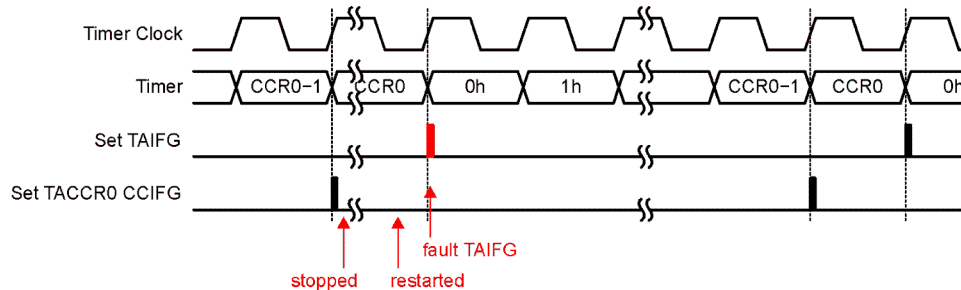 Timer Clock
Timer
CCR0−1
CCR0
0h
1h
CCR0−1
CCR0
0h
Set TAIFG
Set TACCR0 CCIFG
fault TAIFG
stopped
restarted